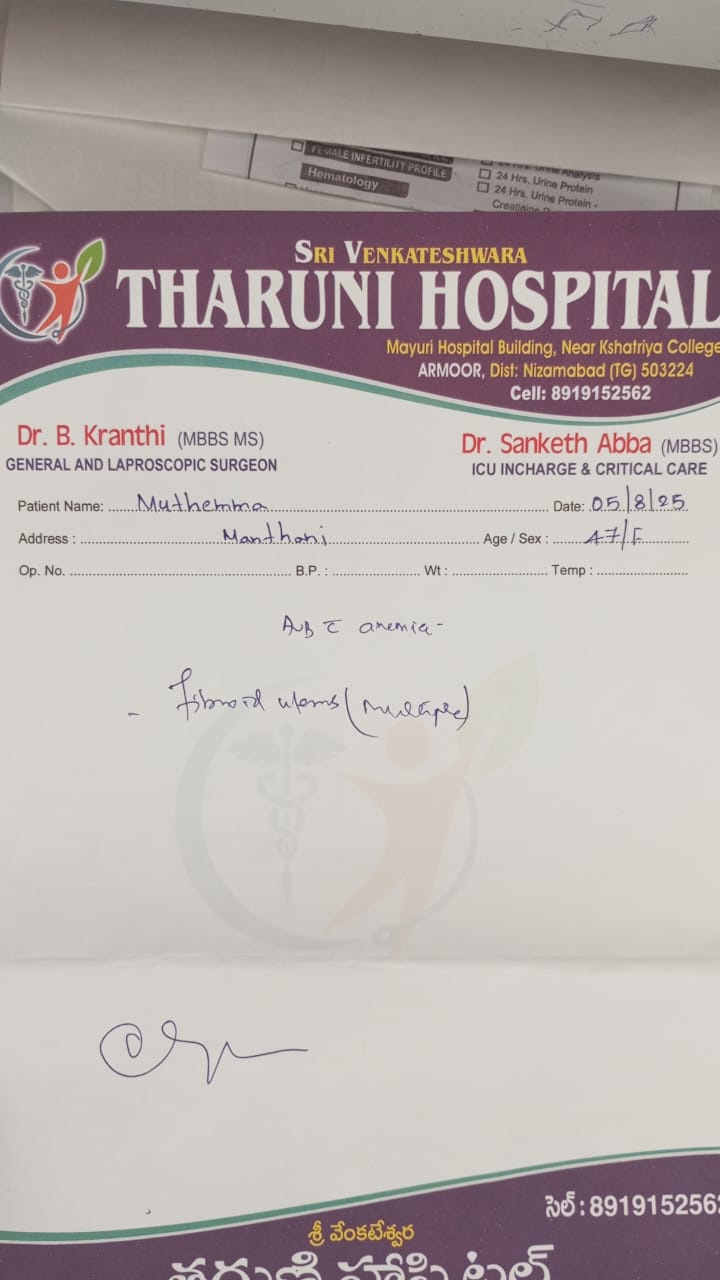 FEMALE INFERTILITY PROFILE
Hematology
24 Hrs. Urine Analysis
24 Hrs. Urine Protein
24 Hrs. Urine Protein -
SRI VENKATESHWARA
THARUNI HOSPITAL
Mayuri Hospital Building, Near Kshatriya College
ARMOOR, Dist: Nizamabad (TG) 503224
Cell: 8919152562
Dr. B. Kranthi (MBBS MS)
GENERAL AND LAPROSCOPIC SURGEON
Dr. Sanketh Abba (MBBS)
ICU INCHARGE & CRITICAL CARE
Patient Name: Muthemma Date: 05/8/25
Address : Manthani Age / Sex : 47/F
Op. No. B.P. : Wt : Temp :
AUB c̄ anemia -
- Fibroid uterus (Multiple)
సెల్ : 8919152562
శ్రీ వేంకటేశ్వర
తరుణి హాస్పిటల్